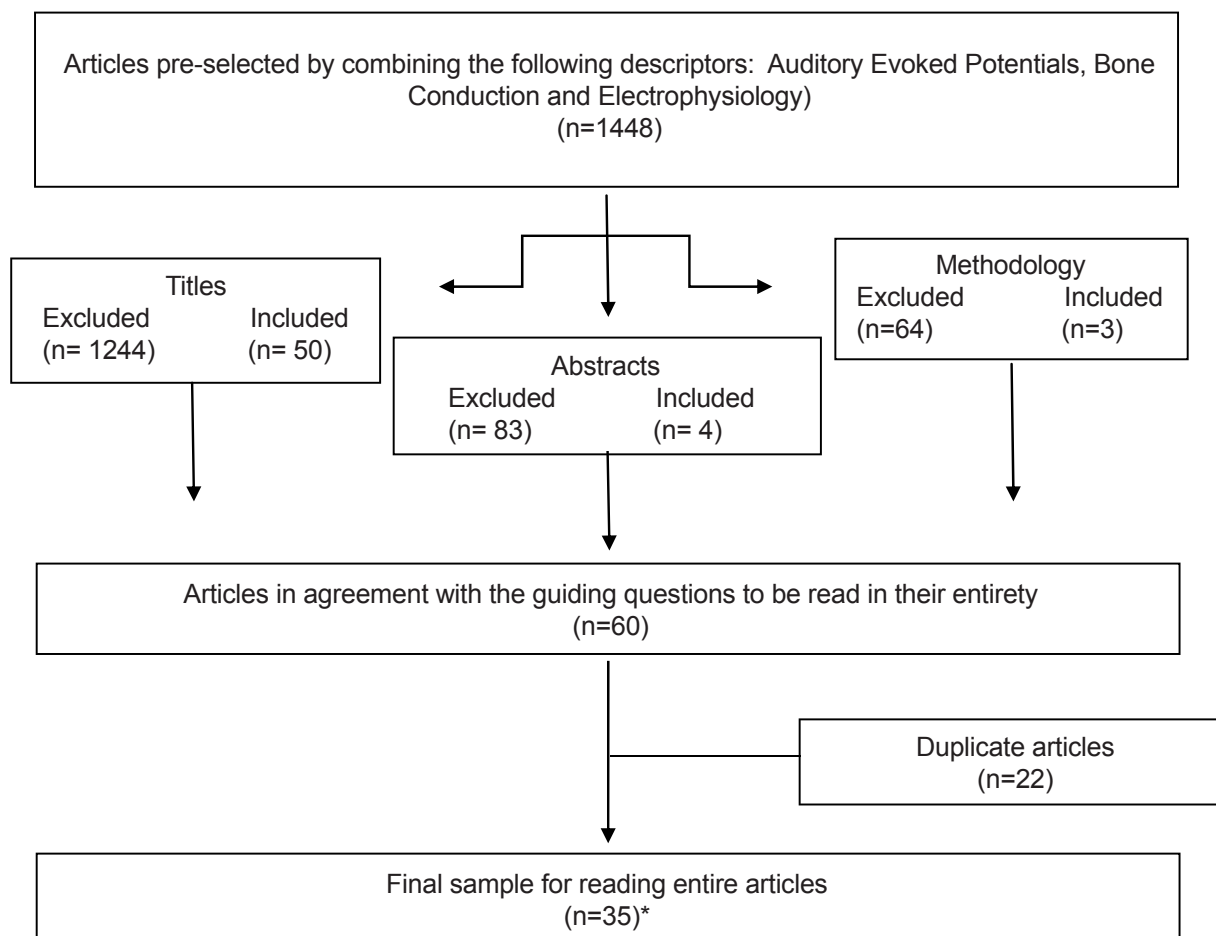 Articles pre-selected by combining the following descriptors: Auditory Evoked Potentials, Bone
Conduction and Electrophysiology)
(n=1448)
Titles
Excluded Included
(n= 1244) (n= 50)
Abstracts
Excluded Included
(n= 83) (n= 4)
Methodology
Excluded Included
(n=64) (n=3)
Articles in agreement with the guiding questions to be read in their entirety
(n=60)
Duplicate articles
(n=22)
Final sample for reading entire articles
(n=35)*